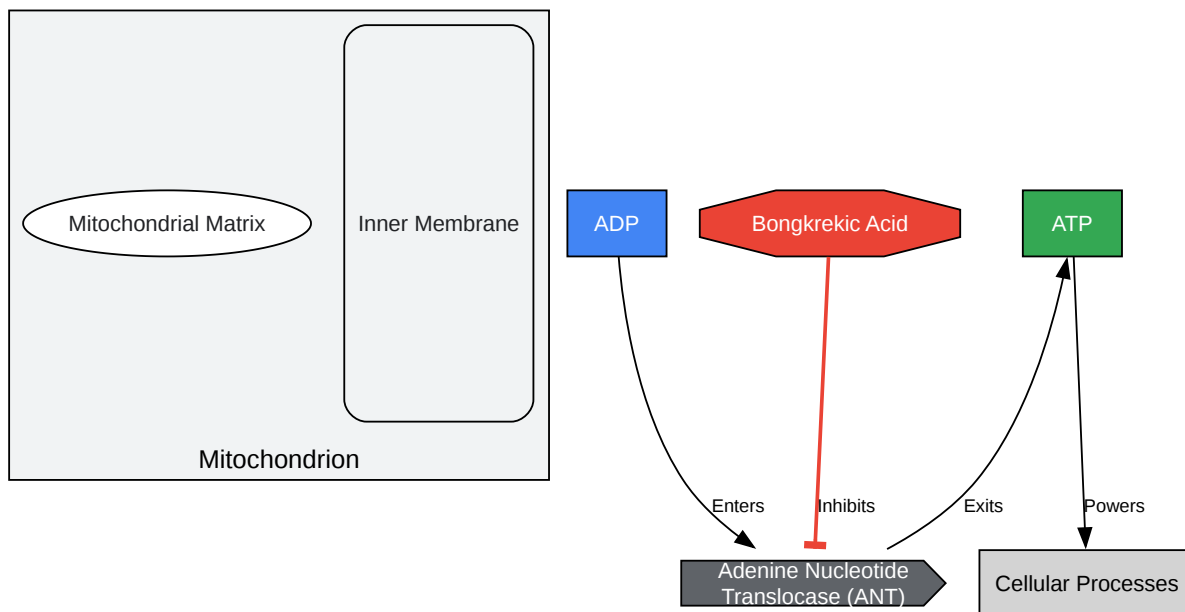 Mitochondrial Matrix
Inner Membrane
Mitochondrion
ADP
Bongkrekic Acid
ATP
Enters
Inhibits
Exits
Powers
Adenine Nucleotide
Translocase (ANT)
Cellular Processes